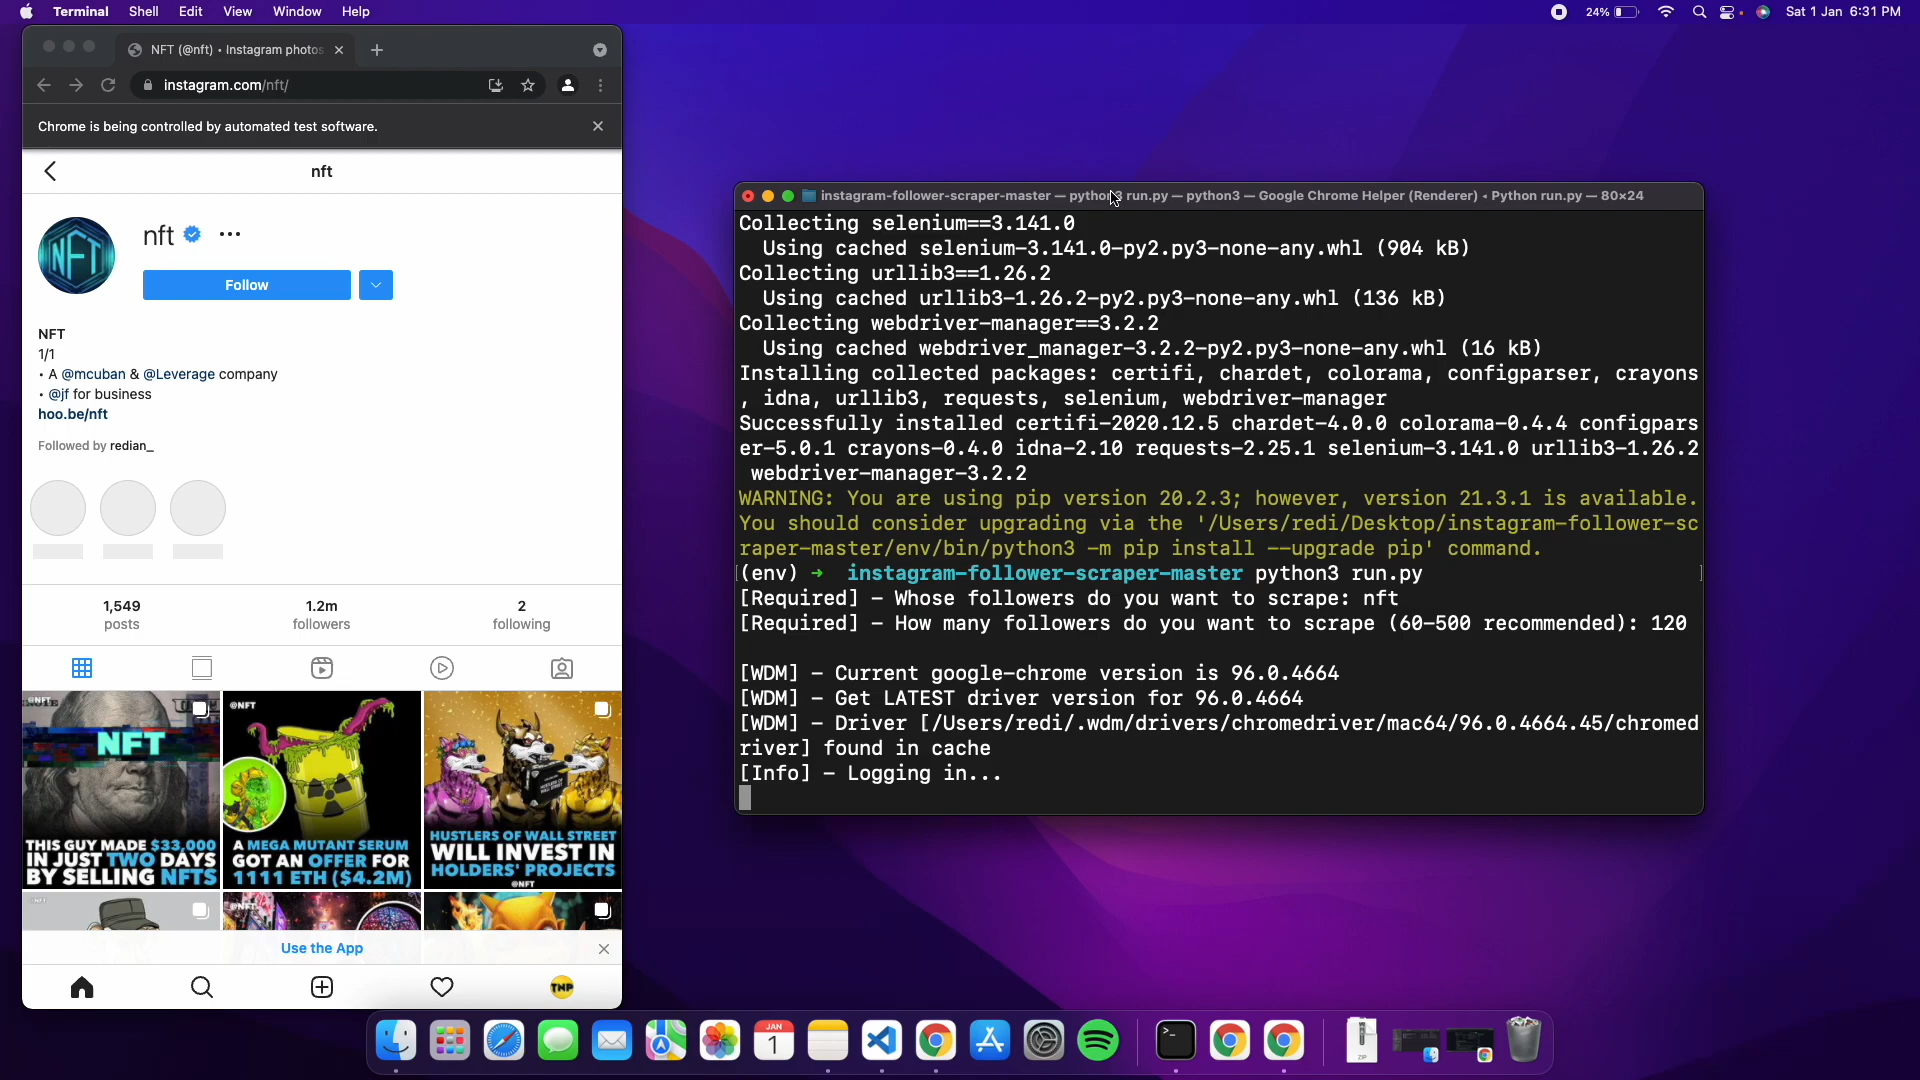 Terminal Shell Edit View Window Help
24% Sat 1 Jan 6:31 PM
NFT (@nft) • Instagram photos
instagram.com/nft/
Chrome is being controlled by automated test software.
nft
NFT
nft
Follow
NFT
1/1
• A @mcuban & @Leverage company
• @jf for business
hoo.be/nft
Followed by redian_
1,549 1.2m 2
posts followers following
@NFT
NFT
THIS GUY MADE $33,000
IN JUST TWO DAYS
BY SELLING NFTS
@NFT
A MEGA MUTANT SERUM
GOT AN OFFER FOR
1111 ETH ($4.2M)
HUSTLERS OF WALL STREET
WILL INVEST IN
HOLDERS' PROJECTS
@NFT
@NFT
Use the App
TNP
instagram-follower-scraper-master — python3 run.py — python3 — Google Chrome Helper (Renderer) ◂ Python run.py — 80×24
Collecting selenium==3.141.0
Using cached selenium-3.141.0-py2.py3-none-any.whl (904 kB)
Collecting urllib3==1.26.2
Using cached urllib3-1.26.2-py2.py3-none-any.whl (136 kB)
Collecting webdriver-manager==3.2.2
Using cached webdriver_manager-3.2.2-py2.py3-none-any.whl (16 kB)
Installing collected packages: certifi, chardet, colorama, configparser, crayons
, idna, urllib3, requests, selenium, webdriver-manager
Successfully installed certifi-2020.12.5 chardet-4.0.0 colorama-0.4.4 configpars
er-5.0.1 crayons-0.4.0 idna-2.10 requests-2.25.1 selenium-3.141.0 urllib3-1.26.2
webdriver-manager-3.2.2
WARNING: You are using pip version 20.2.3; however, version 21.3.1 is available.
You should consider upgrading via the '/Users/redi/Desktop/instagram-follower-sc
raper-master/env/bin/python3 -m pip install --upgrade pip' command.
[(env) → instagram-follower-scraper-master python3 run.py ]
[Required] - Whose followers do you want to scrape: nft
[Required] - How many followers do you want to scrape (60-500 recommended): 120
[WDM] - Current google-chrome version is 96.0.4664
[WDM] - Get LATEST driver version for 96.0.4664
[WDM] - Driver [/Users/redi/.wdm/drivers/chromedriver/mac64/96.0.4664.45/chromed
river] found in cache
[Info] - Logging in...
JAN
1
>_
ZIP